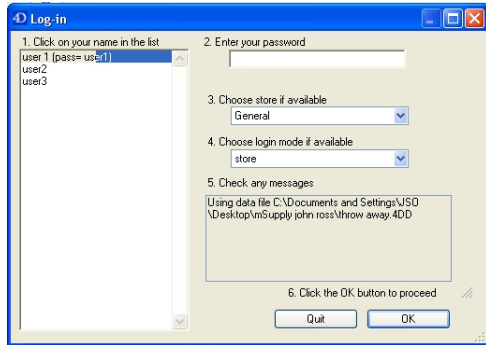 Log-in
1. Click on your name in the list
user 1 (pass= user1)
user2
user3
2. Enter your password
3. Choose store if available
General
4. Choose login mode if available
store
5. Check any messages
Using data file C:\Documents and Settings\JSO
\Desktop\mSupply john ross\throw away.4DD
6. Click the OK button to proceed
Quit
OK